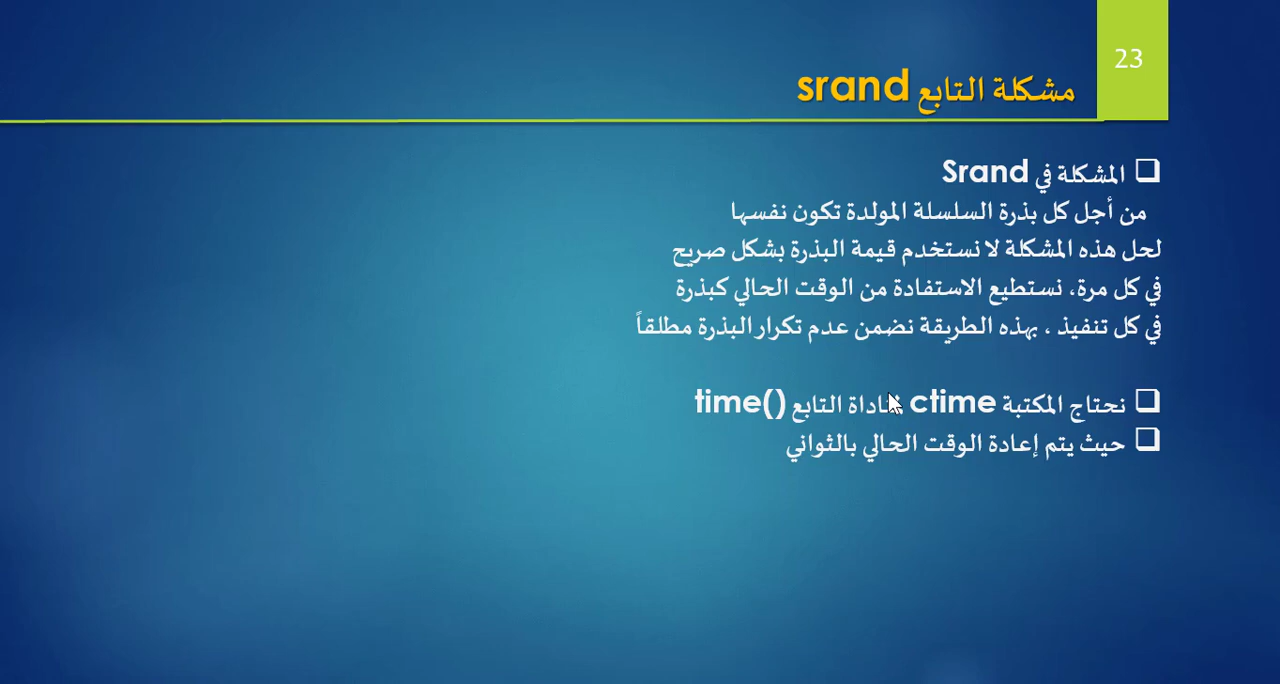 23
مشكلة التابع srand
❑ المشكلة في Srand
من أجل كل بذرة السلسلة المولدة تكون نفسها
لحل هذه المشكلة لا نستخدم قيمة البذرة بشكل صريح
في كل مرة، نستطيع الاستفادة من الوقت الحالي كبذرة
في كل تنفيذ ، بهذه الطريقة نضمن عدم تكرار البذرة مطلقاً
❑ نحتاج المكتبة ctime التابع time()
❑ حيث يتم إعادة الوقت الحالي بالثواني